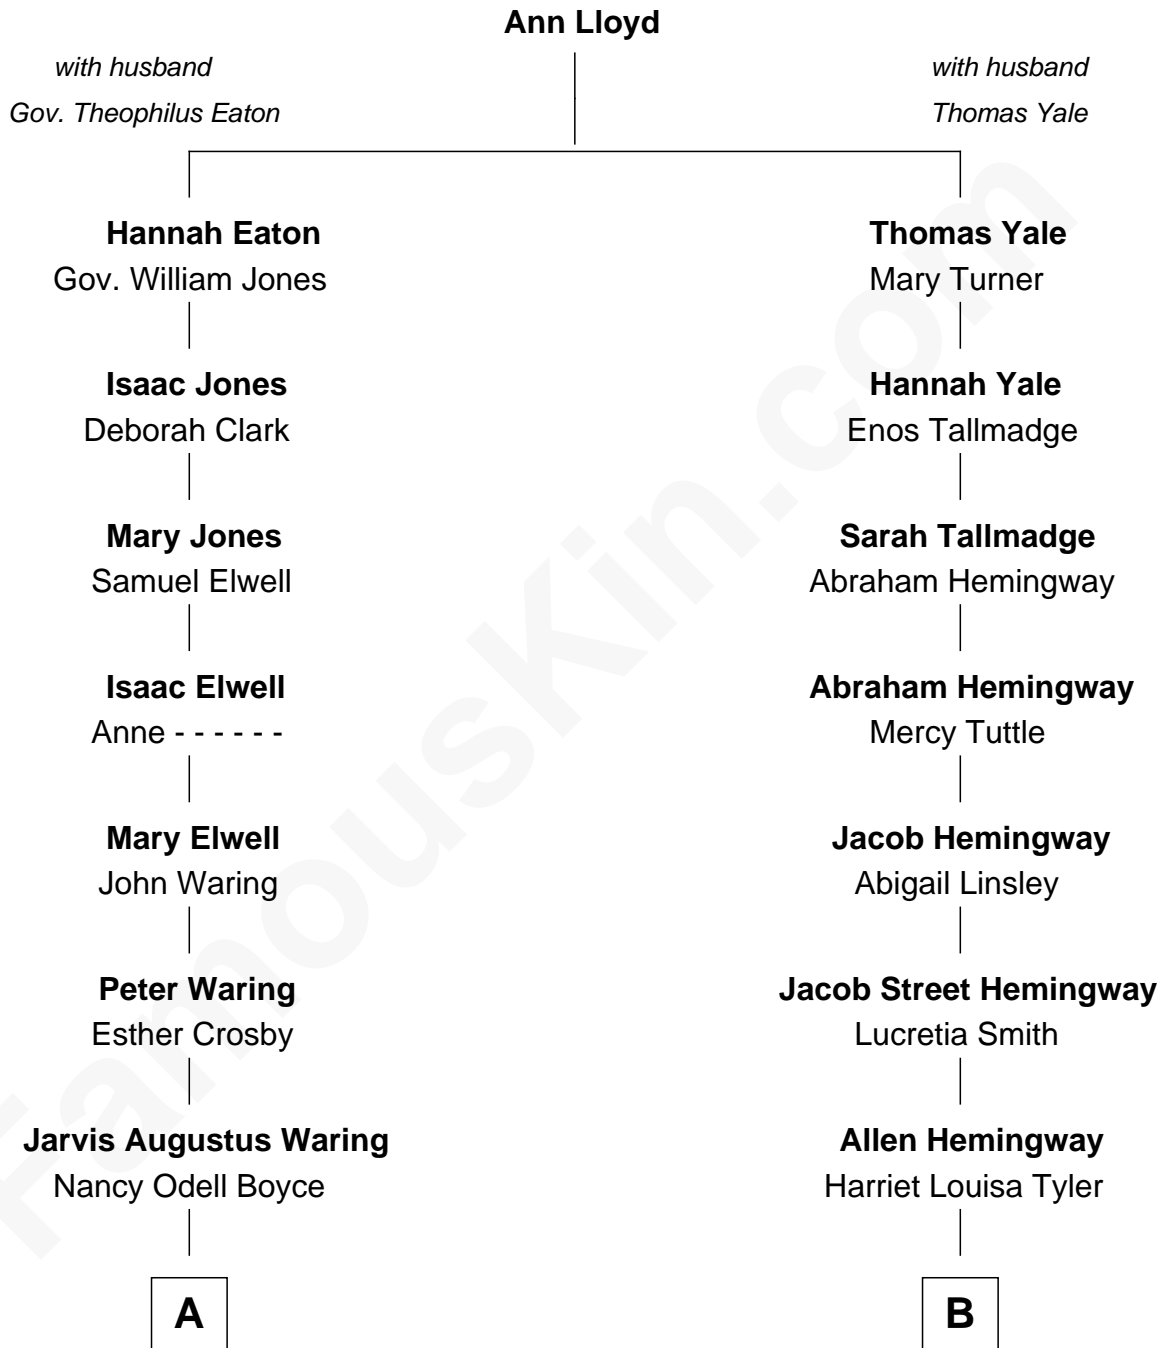 Ann Lloyd
with husband
Gov. Theophilus Eaton
with husband
Thomas Yale
Hannah Eaton
Gov. William Jones
Thomas Yale
Mary Turner
Isaac Jones
Deborah Clark
Hannah Yale
Enos Tallmadge
Mary Jones
Samuel Elwell
Sarah Tallmadge
Abraham Hemingway
Isaac Elwell
Anne - - - - - -
Abraham Hemingway
Mercy Tuttle
Mary Elwell
John Waring
Jacob Hemingway
Abigail Linsley
Peter Waring
Esther Crosby
Jacob Street Hemingway
Lucretia Smith
Jarvis Augustus Waring
Nancy Odell Boyce
Allen Hemingway
Harriet Louisa Tyler
A
B
FamousKin.com